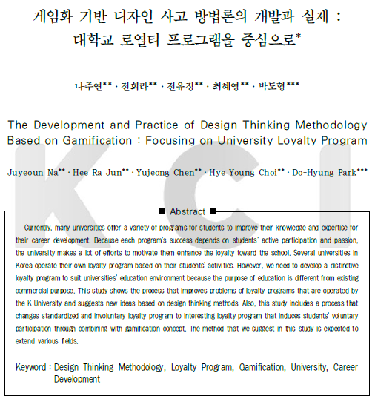 게임화 기반 디자인 사고 방법론의 개발과 실제 :
대학교 로열티 프로그램을 중심으로*
나주연** · 전희라** · 전유정** · 최혜영** · 박도형***
The Development and Practice of Design Thinking Methodology
Based on Gamification : Focusing on University Loyalty Program
Juyeoun Na** · Hee Ra Jun** · Yujeong Chen** · Hye Young Choi** · Do-Hyung Park***
KCI
■ Abstract ■
Currently, many universities offer a variety of programs for students to improve their knowledge and expertise for
their career development. Because each program's success depends on students' active participation and passion,
the university makes a lot of efforts to motivate them enhance the loyalty toward the school. Several universities in
Korea operate their own loyalty program based on their students' activities. However, we need to develop a distinctive
loyalty program to suit universities' education environment because the purpose of education is different from existing
commercial purpose. This study shows the process that improves problems of loyalty programs that are operated by
the K University and suggests new ideas based on design thinking methods. Also, this study includes a process that
changes standardized and involuntary loyalty program to interesting loyalty program that induces students' voluntary
participation through combining with gamification concept. The method that we suggest in this study is expected to
extend various fields.
Keyword : Design Thinking Methodology, Loyalty Program, Gamification, University, Career
Development